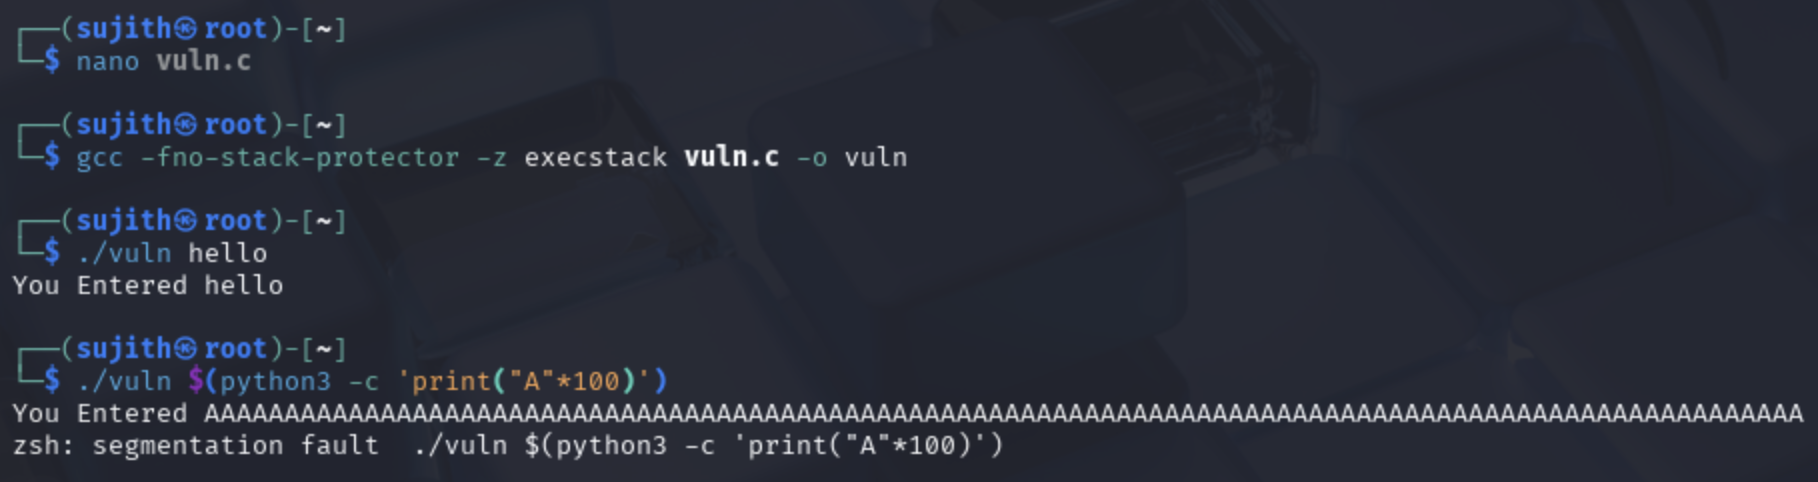 ┌──(sujith㉿root)-[~]
└─$ nano vuln.c
┌──(sujith㉿root)-[~]
└─$ gcc -fno-stack-protector -z execstack vuln.c -o vuln
┌──(sujith㉿root)-[~]
└─$ ./vuln hello
You Entered hello
┌──(sujith㉿root)-[~]
└─$ ./vuln $(python3 -c 'print("A"*100)')
You Entered AAAAAAAAAAAAAAAAAAAAAAAAAAAAAAAAAAAAAAAAAAAAAAAAAAAAAAAAAAAAAAAAAAAAAAAAAAAAAAAAAAAAAAAAAAAAAAAAAAAA
zsh: segmentation fault  ./vuln $(python3 -c 'print("A"*100)')